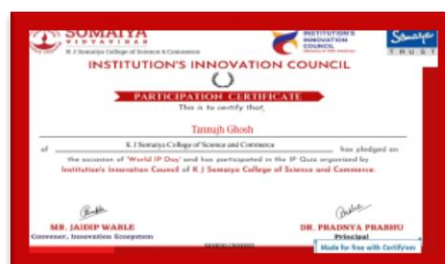 SOMAIYA
VIDYAVIHAR
K J Somaiya College of Science & Commerce
INSTITUTION'S
INNOVATION
COUNCIL
Somaiya
TRUST
INSTITUTION'S INNOVATION COUNCIL
PARTICIPATION CERTIFICATE
This is to certify that,
Tannujh Ghosh
of K J Somaiya College of Science and Commerce has pledged on
the occasion of 'World IP Day' and has participated in the IP Quiz organized by
Institution's Innovation Council of K J Somaiya College of Science and Commerce.
MR. JAIDIP WARLE
Convener, Innovation Ecosystem
DR. PRADNYA PRABHU
Principal
Made for free with Certify'em